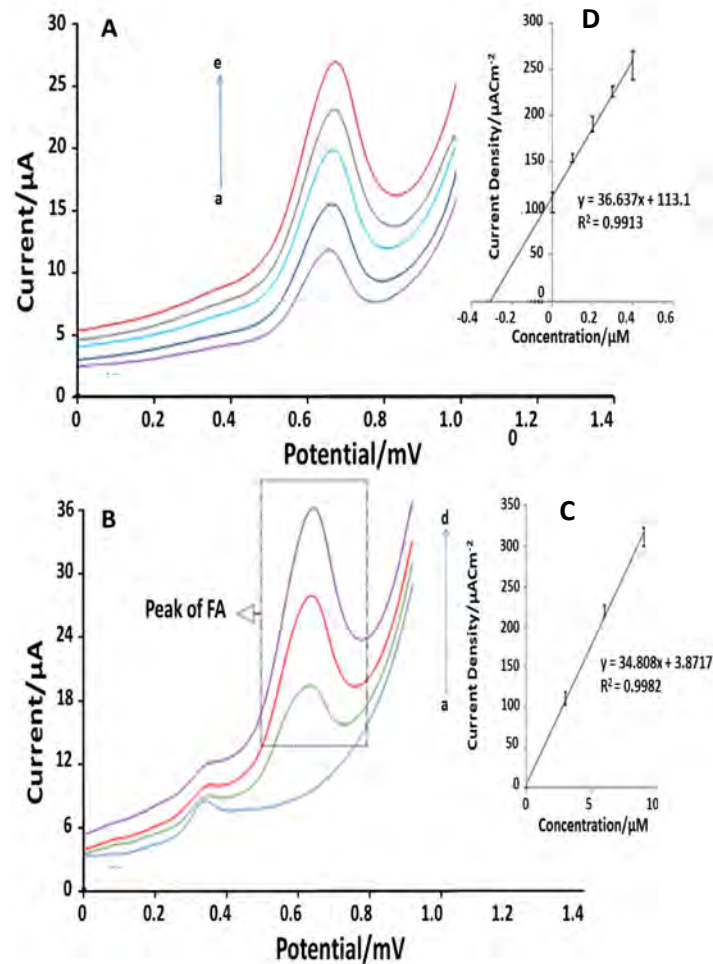 A
30
25
20
15
10
5
0
Current/µA
e
a
0
0.2
0.4
0.6
0.8
1.0
1.2
0
1.4
Potential/mV
D
300
250
200
150
100
50
0
Current Density/µACm⁻²
y = 36.637x + 113.1
R² = 0.9913
-0.4
-0.2
0
0.2
0.4
0.6
Concentration/µM
B
36
30
24
18
12
6
0
Current/µA
Peak of FA
d
a
0.0
0.2
0.4
0.6
0.8
1.0
1.2
1.4
Potential/mV
C
350
300
250
200
150
100
50
0
Current Density/µACm⁻²
y = 34.808x + 3.8717
R² = 0.9982
0
5
10
Concentration/µM